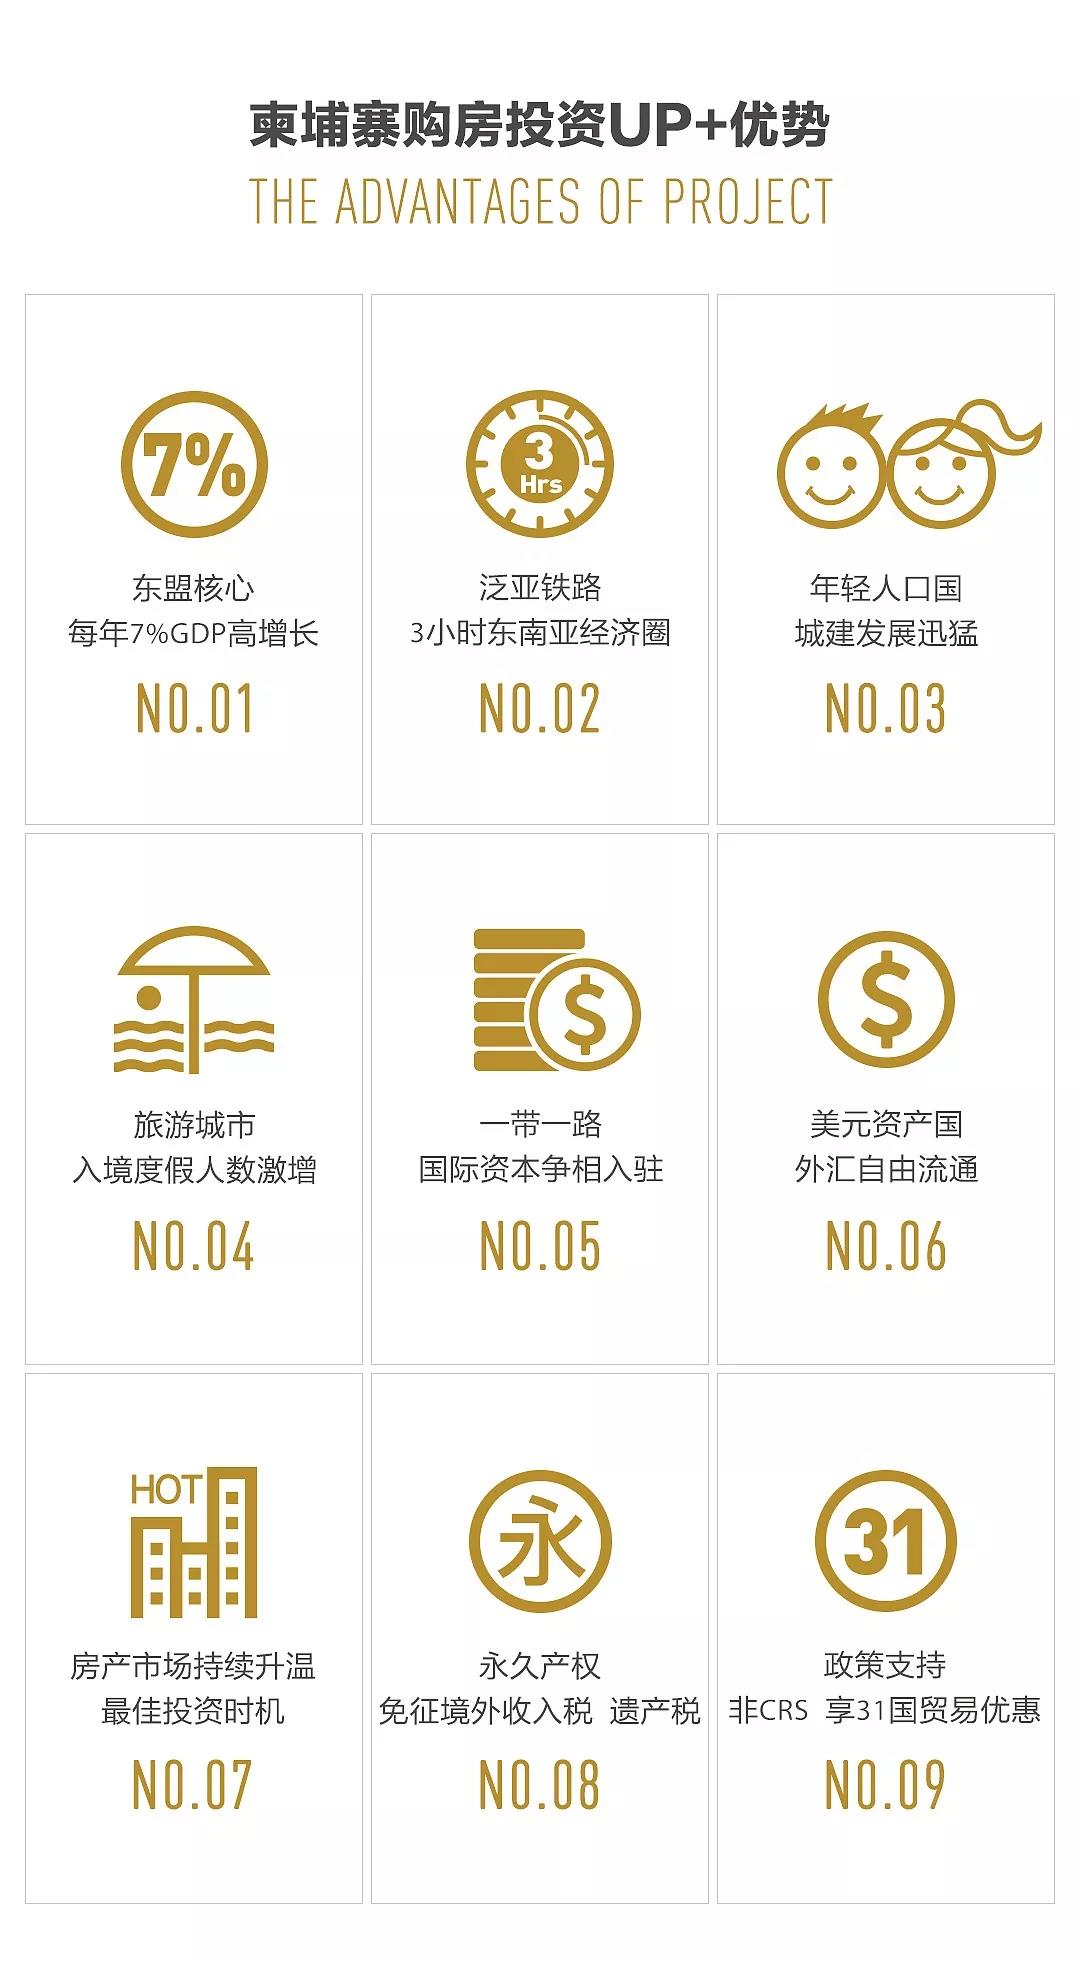 柬埔寨购房投资UP+优势
THE ADVANTAGES OF PROJECT
7%
东盟核心
每年7%GDP高增长
NO.01
3
Hrs
泛亚铁路
3小时东南亚经济圈
NO.02
年轻人口国
城建发展迅猛
NO.03
旅游城市
入境度假人数激增
NO.04
$
一带一路
国际资本争相入驻
NO.05
$
美元资产国
外汇自由流通
NO.06
HOT
房产市场持续升温
最佳投资时机
NO.07
永
永久产权
免征境外收入税 遗产税
NO.08
31
政策支持
非CRS 享31国贸易优惠
NO.09